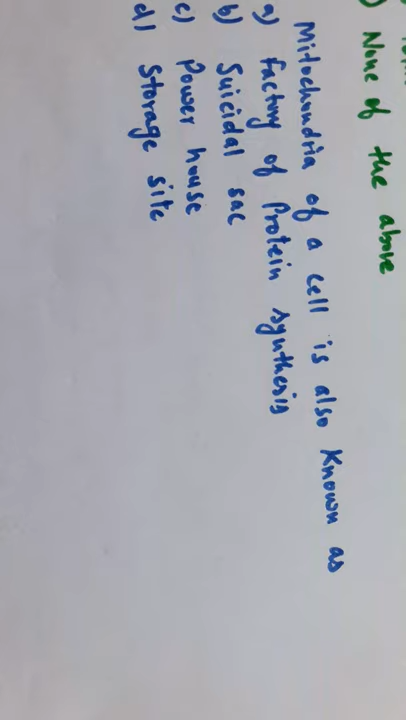 None of the above
Mitochondria of a cell is also known as
a) factory of Protein synthesis
b) Suicidal sac
c) Power house
d) Storage site